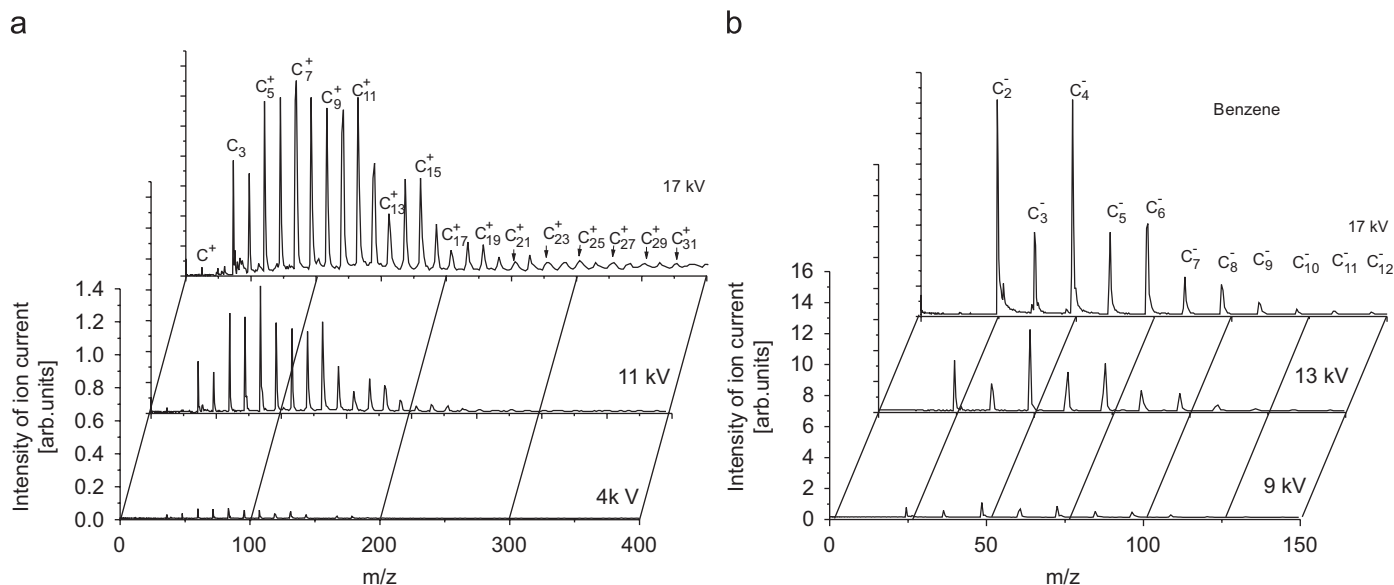 a
C₇⁺
C₅⁺ C₉⁺ C₁₁⁺
C₃
C₁₅⁺
17 kV
C₁₃⁺
C⁺ C₁₇⁺ C₁₉⁺ C₂₁⁺ C₂₃⁺ C₂₅⁺ C₂₇⁺ C₂₉⁺ C₃₁⁺
Intensity of ion current
[arb.units]
1.4
1.2
1.0
0.8
0.6
0.4
0.2
0.0
11 kV
4k V
0 100 200 300 400
m/z
b
C₂⁻ C₄⁻
Benzene
C₃⁻ C₅⁻ C₆⁻
17 kV
C₇⁻ C₈⁻ C₉⁻ C₁₀⁻ C₁₁⁻ C₁₂⁻
Intensity of ion current
[arb.units]
16
14
12
10
8
6
4
2
0
13 kV
9 kV
0 50 100 150
m/z